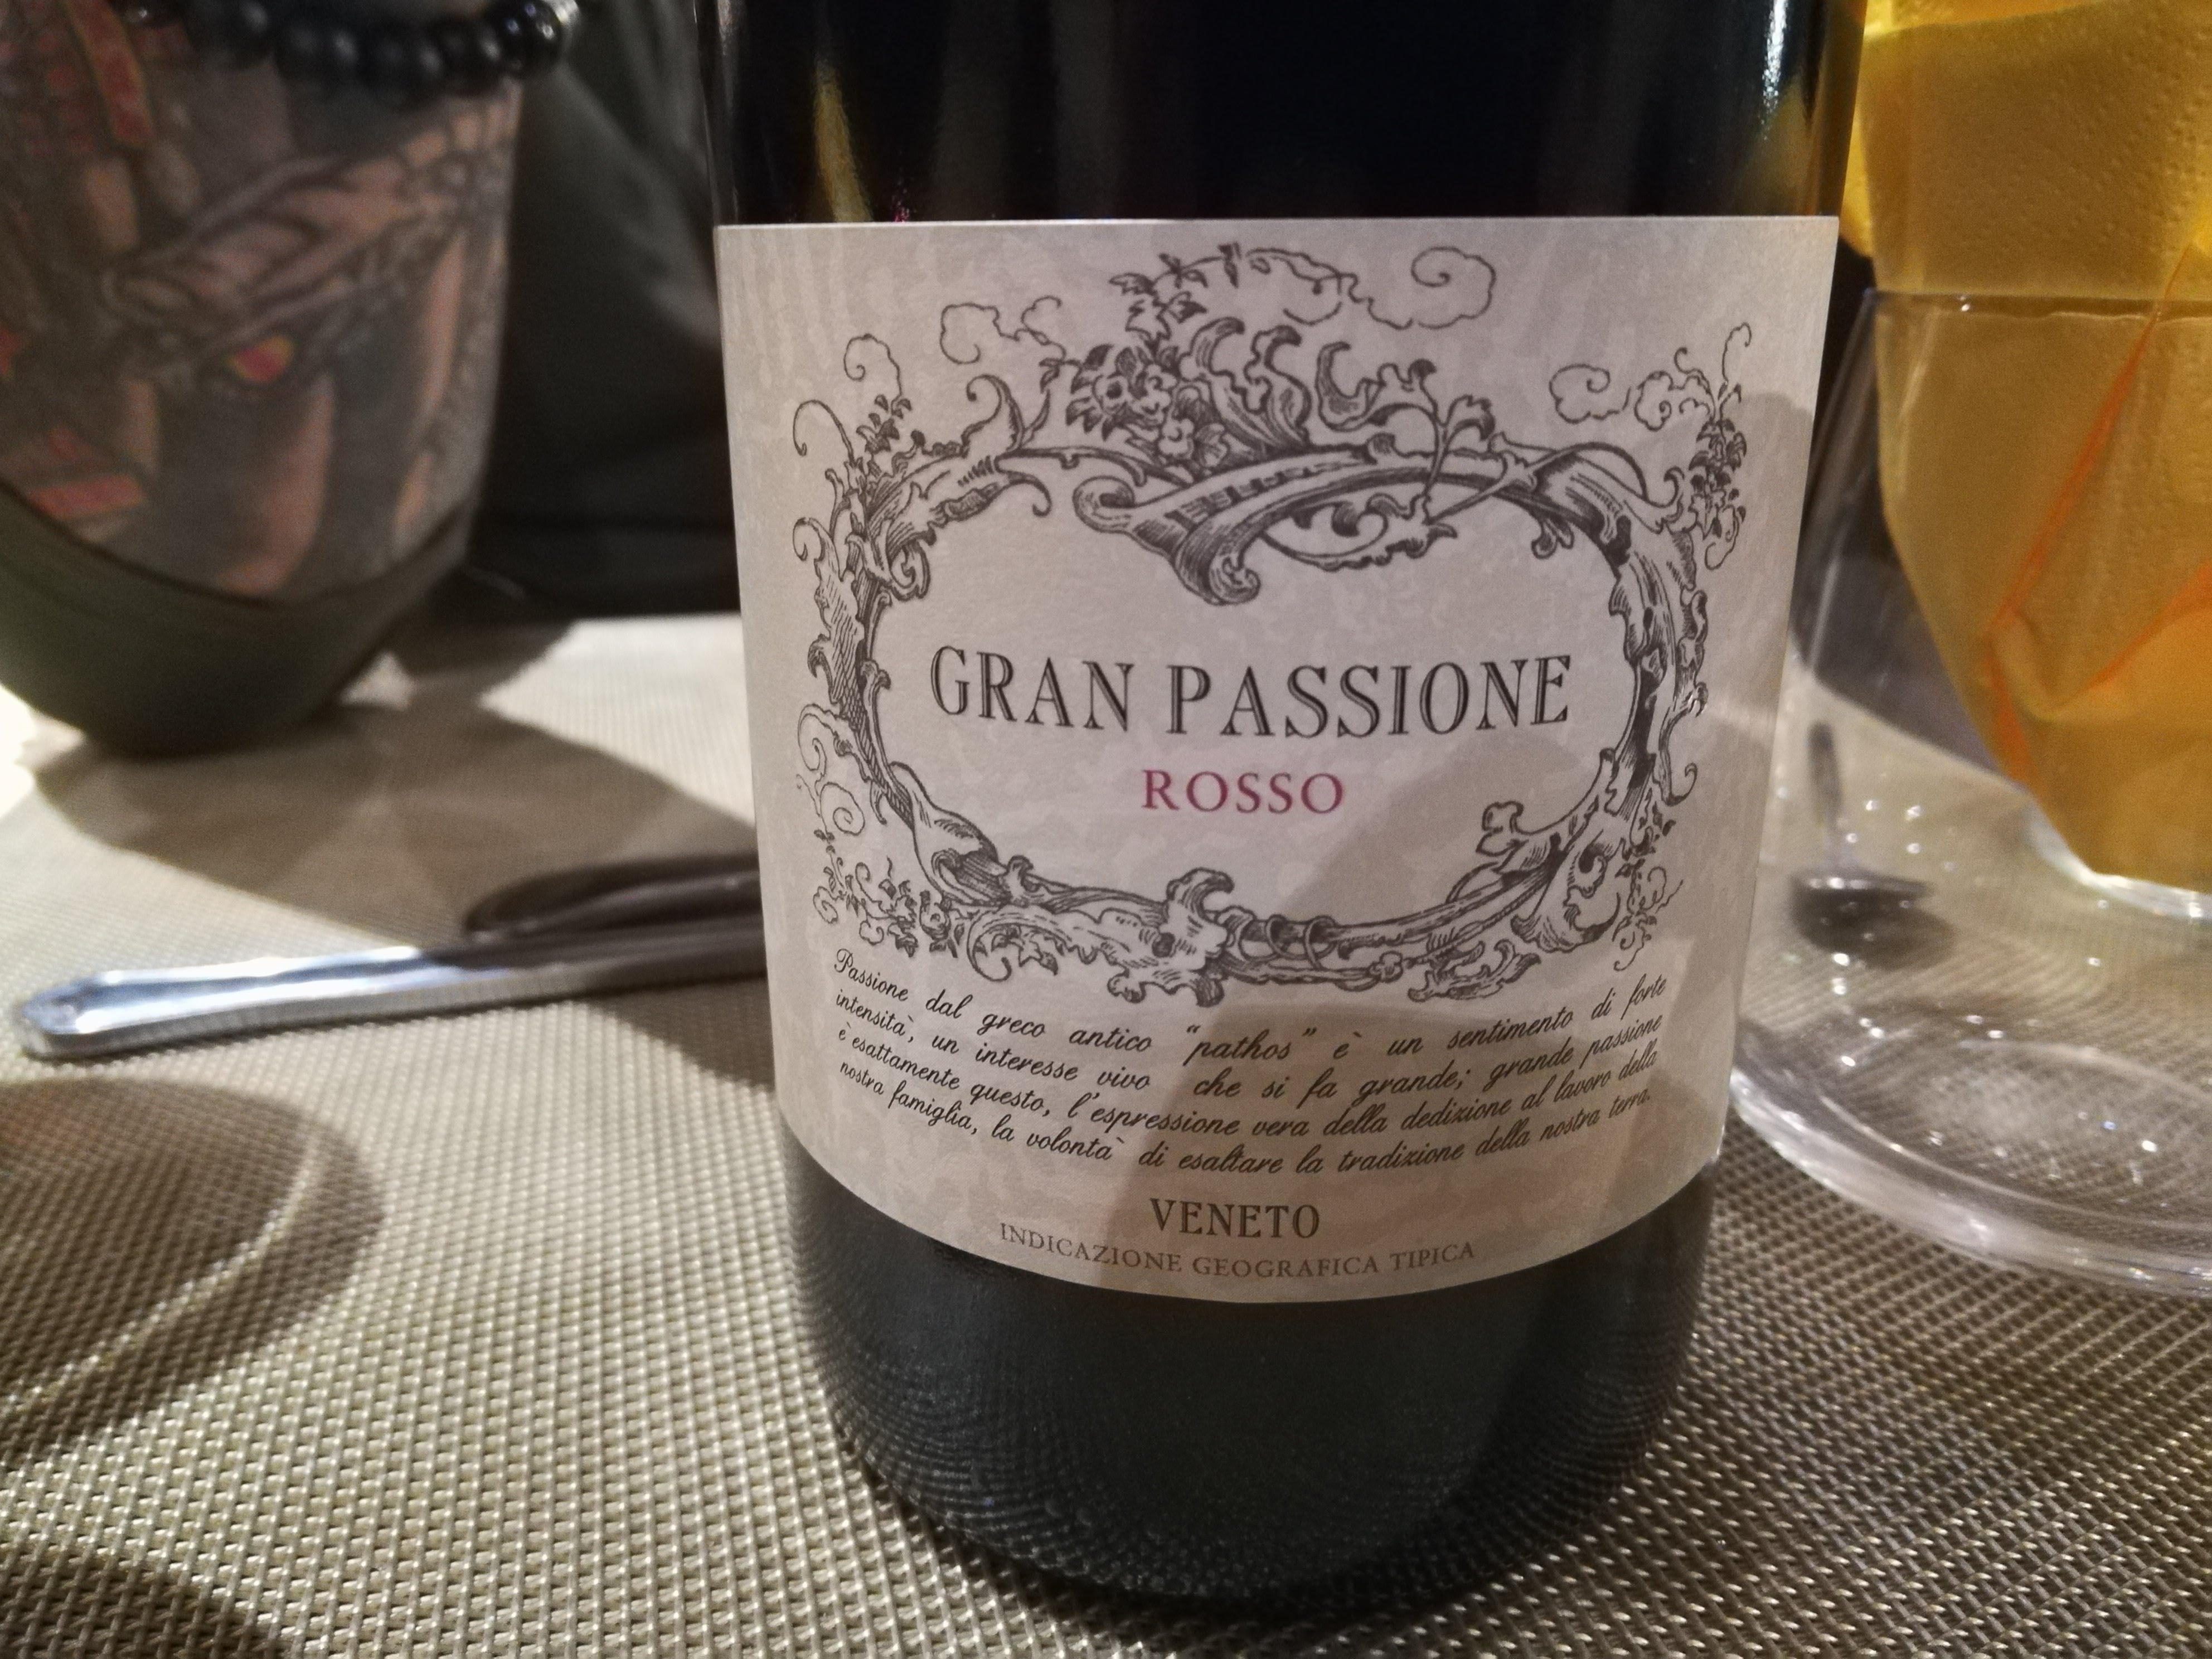 GRAN PASSIONE
ROSSO
Passione dal greco antico "pathos" è un sentimento di forte
intensità, un interesse vivo che si fa grande; grande passione
è esattamente questo, l'espressione vera della dedizione al lavoro della
nostra famiglia, la volontà di esaltare la tradizione della nostra terra.
VENETO
INDICAZIONE GEOGRAFICA TIPICA